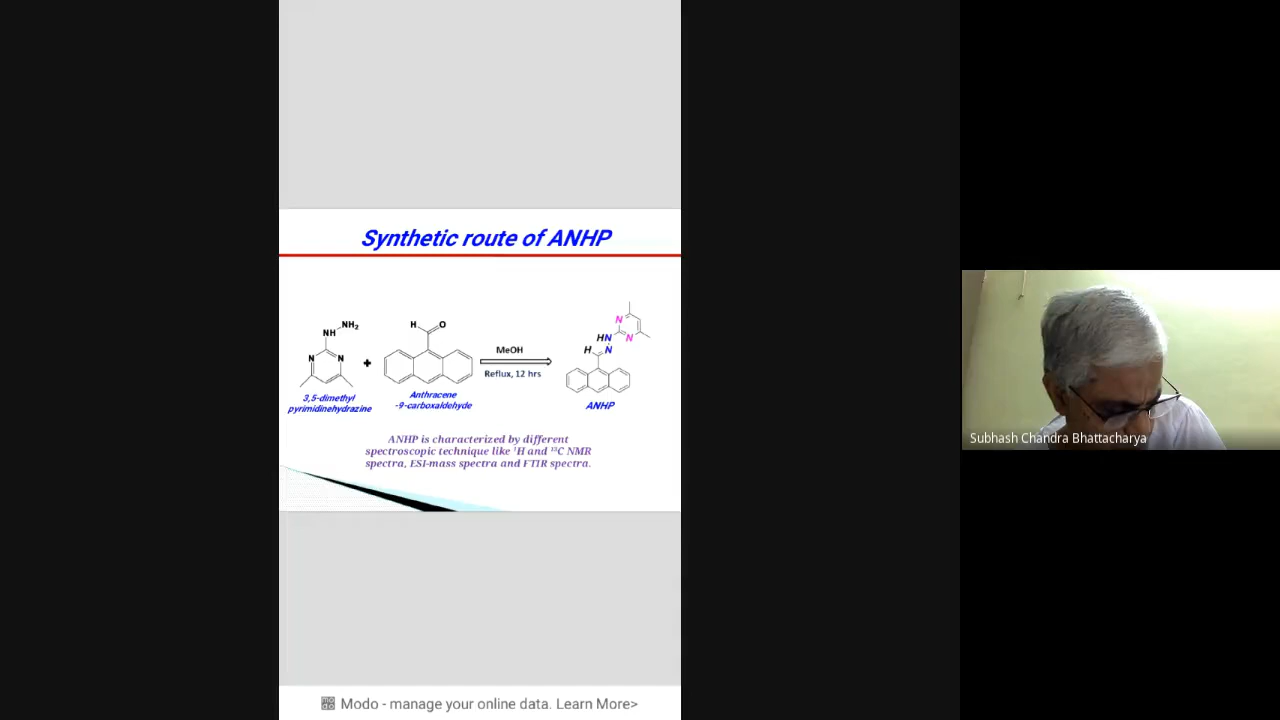 Synthetic route of ANHP
NH2
NH
N N
3,5-dimethyl
pyrimidinehydrazine
+
H O
Anthracene
-9-carboxaldehyde
MeOH
Reflux, 12 hrs
N
HN N
H N
ANHP
ANHP is characterized by different
spectroscopic technique like ¹H and ¹³C NMR
spectra, ESI-mass spectra and FTIR spectra.
Modo - manage your online data. Learn More>
Subhash Chandra Bhattacharya